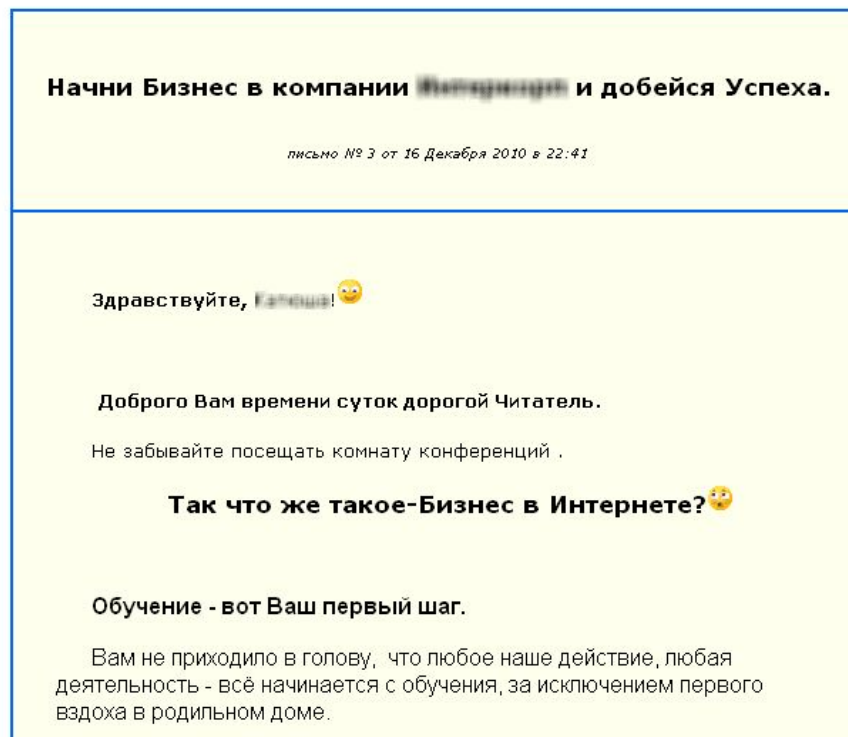 Начни Бизнес в компании и добейся Успеха.
письмо № 3 от 16 Декабря 2010 в 22:41
Здравствуйте, !
Доброго Вам времени суток дорогой Читатель.
Не забывайте посещать комнату конференций .
Так что же такое-Бизнес в Интернете?
Обучение - вот Ваш первый шаг.
Вам не приходило в голову, что любое наше действие, любая
деятельность - всё начинается с обучения, за исключением первого
вздоха в родильном доме.